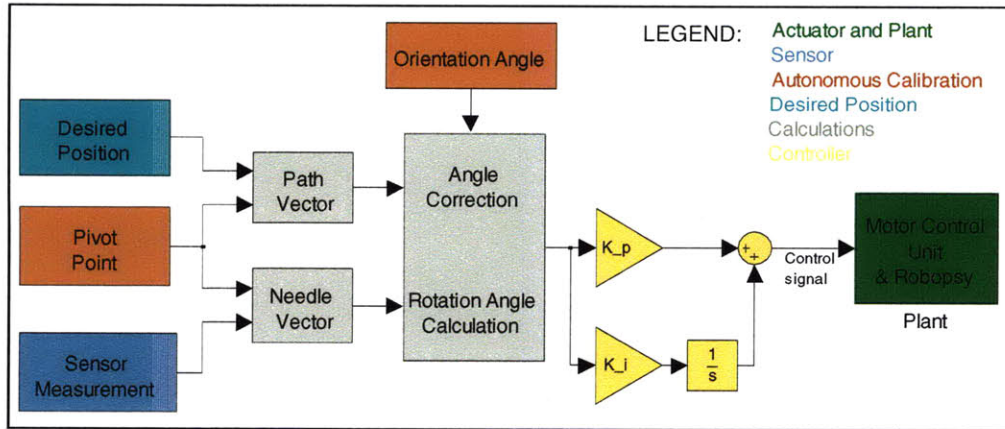 LEGEND:
Actuator and Plant
Sensor
Autonomous Calibration
Desired Position
Calculations
Controller
Orientation Angle
Desired
Position
Path
Vector
Angle
Correction
Pivot
Point
K_p
+
+
Control
signal
Motor Control
Unit
& Robopsy
Plant
Needle
Vector
Rotation Angle
Calculation
Sensor
Measurement
K_i
1
s